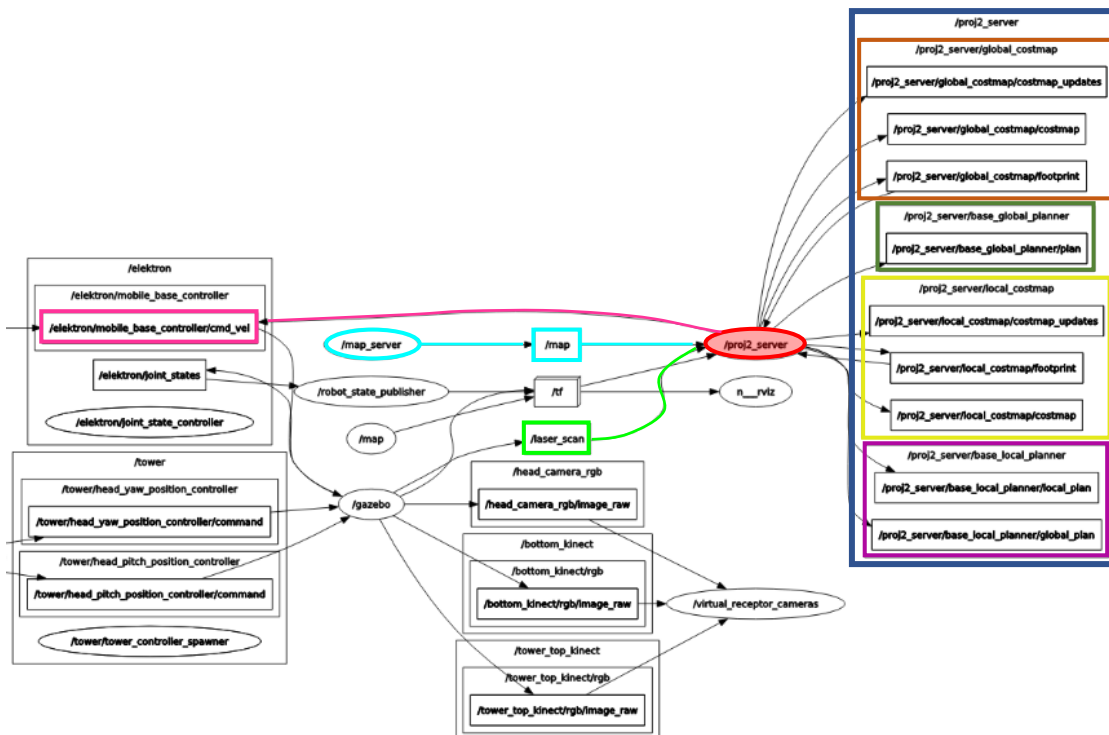 /proj2_server
/proj2_server/global_costmap
/proj2_server/global_costmap/costmap_updates
/proj2_server/global_costmap/costmap
/proj2_server/global_costmap/footprint
/proj2_server/base_global_planner
/proj2_server/base_global_planner/plan
/proj2_server/local_costmap
/proj2_server/local_costmap/costmap_updates
/proj2_server/local_costmap/footprint
/proj2_server/local_costmap/costmap
/proj2_server/base_local_planner
/proj2_server/base_local_planner/local_plan
/proj2_server/base_local_planner/global_plan
/elektron
/elektron/mobile_base_controller
/elektron/mobile_base_controller/cmd_vel
/elektron/joint_states
/elektron/joint_state_controller
/map_server
/map
/proj2_server
/robot_state_publisher
/tf
n___rviz
/map
/laser_scan
/tower
/tower/head_yaw_position_controller
/tower/head_yaw_position_controller/command
/tower/head_pitch_position_controller
/tower/head_pitch_position_controller/command
/tower/tower_controller_spawner
/gazebo
/head_camera_rgb
/head_camera_rgb/image_raw
/bottom_kinect
/bottom_kinect/rgb
/bottom_kinect/rgb/image_raw
/virtual_receptor_cameras
/tower_top_kinect
/tower_top_kinect/rgb
/tower_top_kinect/rgb/image_raw